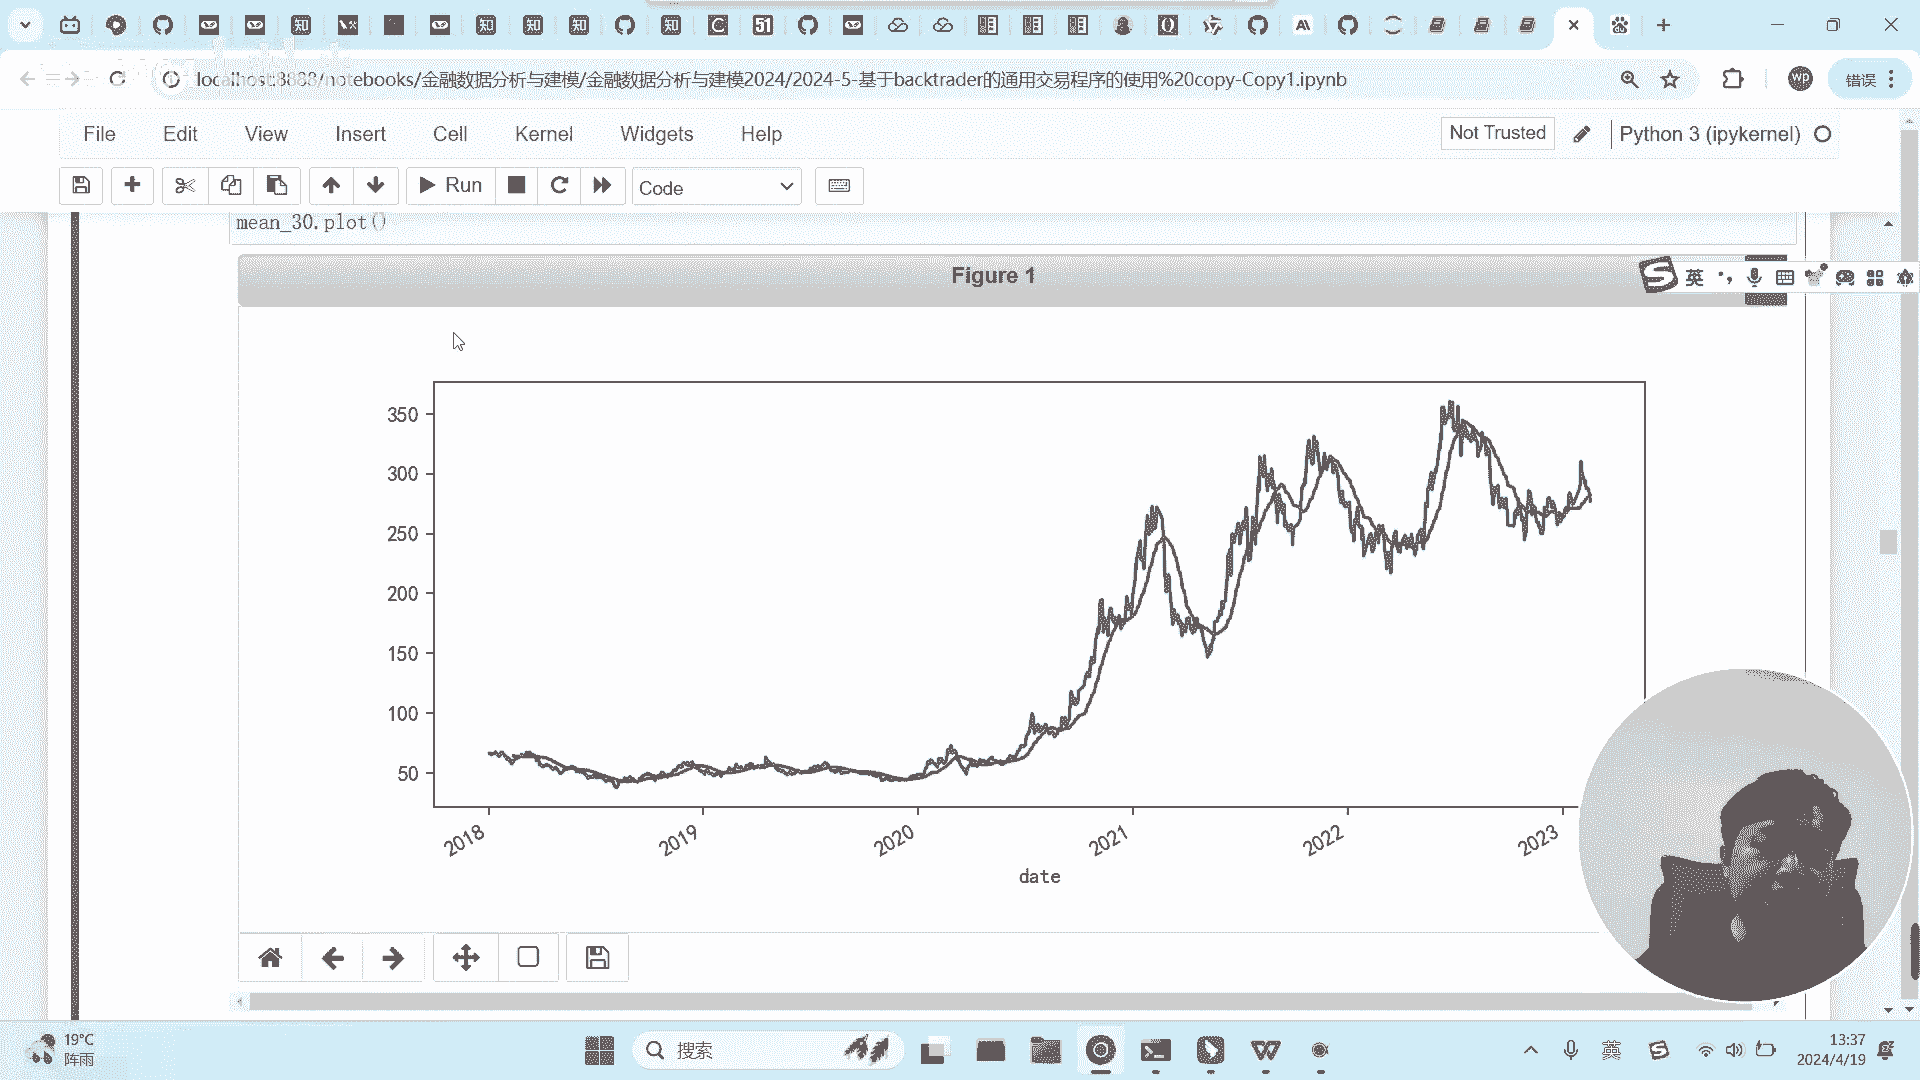 localhost:8888/notebooks/金融数据分析与建模/金融数据分析与建模2024/2024-5-基于backtrader的通用交易程序的使用%20copy-Copy1.ipynb
错误
File Edit View Insert Cell Kernel Widgets Help
Not Trusted
Python 3 (ipykernel)
Run
Code
mean_30.plot()
Figure 1
英
350
300
250
200
150
100
50
2018 2019 2020 2021 2022 2023
date
19°C
阵雨
搜索
英
13:37
2024/4/19